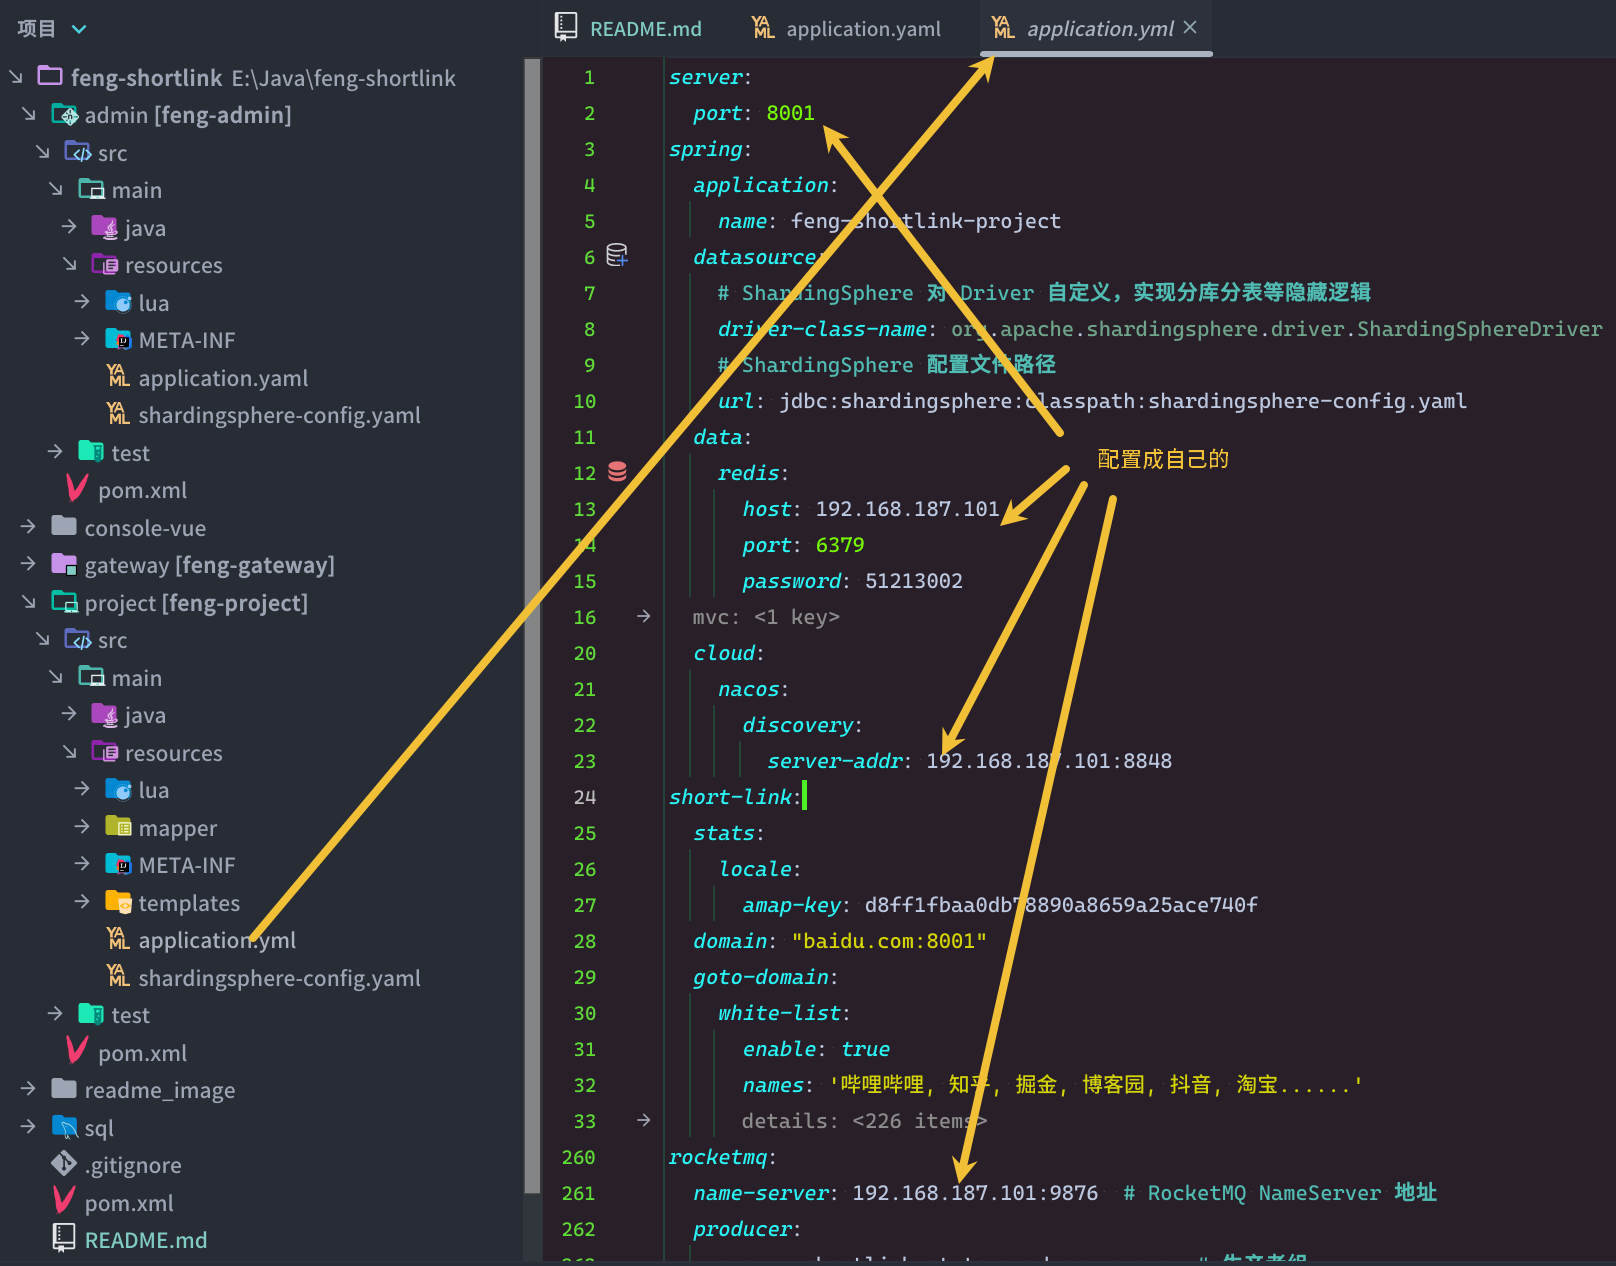 项目
feng-shortlink E:\Java\feng-shortlink
admin [feng-admin]
src
main
java
resources
lua
META-INF
application.yaml
shardingsphere-config.yaml
test
pom.xml
console-vue
gateway [feng-gateway]
project [feng-project]
src
main
java
resources
lua
mapper
META-INF
templates
application.yml
shardingsphere-config.yaml
test
pom.xml
readme_image
sql
.gitignore
pom.xml
README.md
README.md application.yaml application.yml
1 server:
2 port: 8001
3 spring:
4 application:
5 name: feng-shortlink-project
6 datasource:
7 # ShardingSphere 对 Driver 自定义，实现分库分表等隐藏逻辑
8 driver-class-name: org.apache.shardingsphere.driver.ShardingSphereDriver
9 # ShardingSphere 配置文件路径
10 url: jdbc:shardingsphere:classpath:shardingsphere-config.yaml
11 data:
配置成自己的
12 redis:
13 host: 192.168.187.101
14 port: 6379
15 password: 51213002
16 mvc: <1 key>
20 cloud:
21 nacos:
22 discovery:
23 server-addr: 192.168.187.101:8848
24 short-link:
25 stats:
26 locale:
27 amap-key: d8ff1fbaa0db78890a8659a25ace740f
28 domain: "baidu.com:8001"
29 goto-domain:
30 white-list:
31 enable: true
32 names: '哔哩哔哩, 知乎, 掘金, 博客园, 抖音, 淘宝......'
33 details: <226 items>
260 rocketmq:
261 name-server: 192.168.187.101:9876 # RocketMQ NameServer 地址
262 producer: